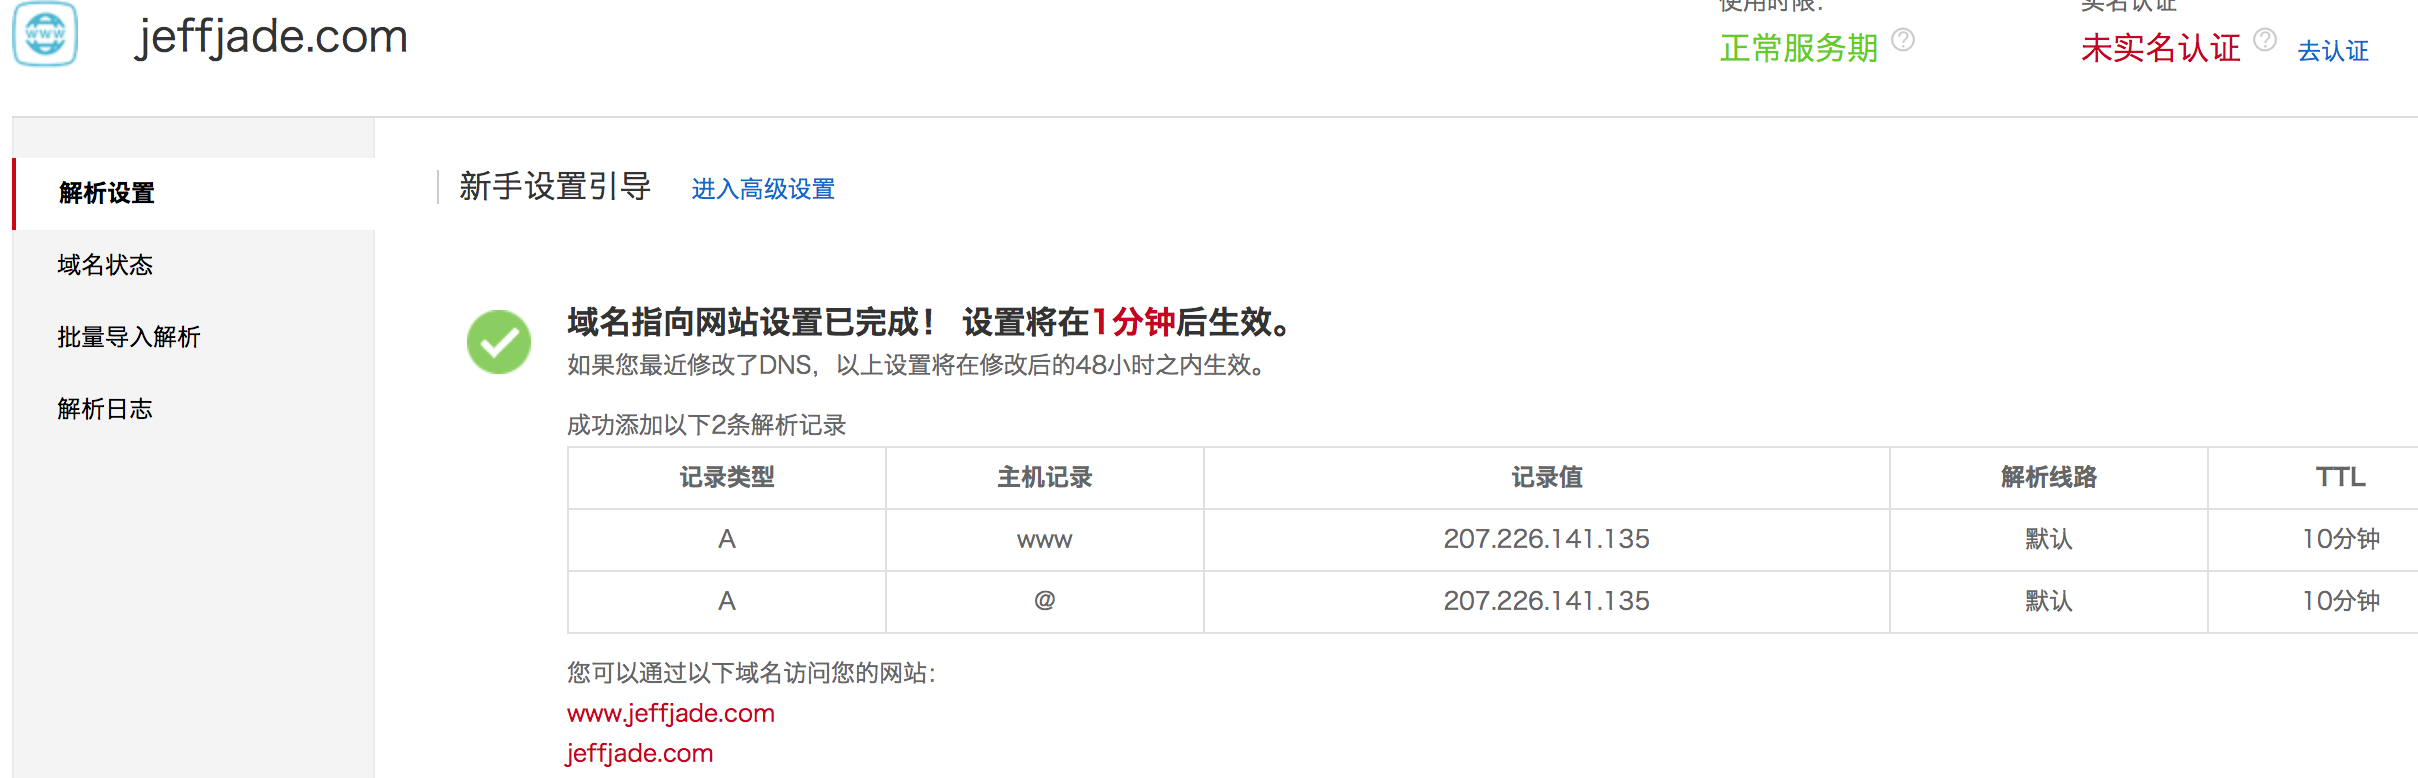 使用时限:
实名认证
www
jeffjade.com
正常服务期 ?
未实名认证 ? 去认证
解析设置
域名状态
批量导入解析
解析日志
新手设置引导 进入高级设置
域名指向网站设置已完成！ 设置将在1分钟后生效。
如果您最近修改了DNS，以上设置将在修改后的48小时之内生效。
成功添加以下2条解析记录
记录类型 主机记录 记录值 解析线路 TTL
A www 207.226.141.135 默认 10分钟
A @ 207.226.141.135 默认 10分钟
您可以通过以下域名访问您的网站：
www.jeffjade.com
jeffjade.com